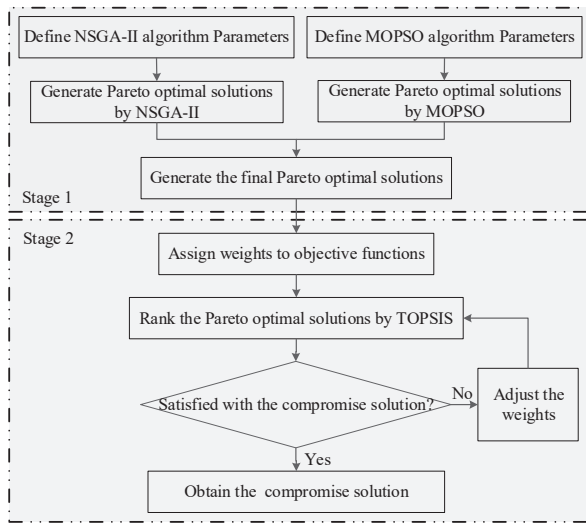 Define NSGA-II algorithm Parameters
Define MOPSO algorithm Parameters
Generate Pareto optimal solutions
by NSGA-II
Generate Pareto optimal solutions
by MOPSO
Generate the final Pareto optimal solutions
Stage 1
Stage 2
Assign weights to objective functions
Rank the Pareto optimal solutions by TOPSIS
Satisfied with the compromise solution?
No
Adjust the
weights
Yes
Obtain the compromise solution